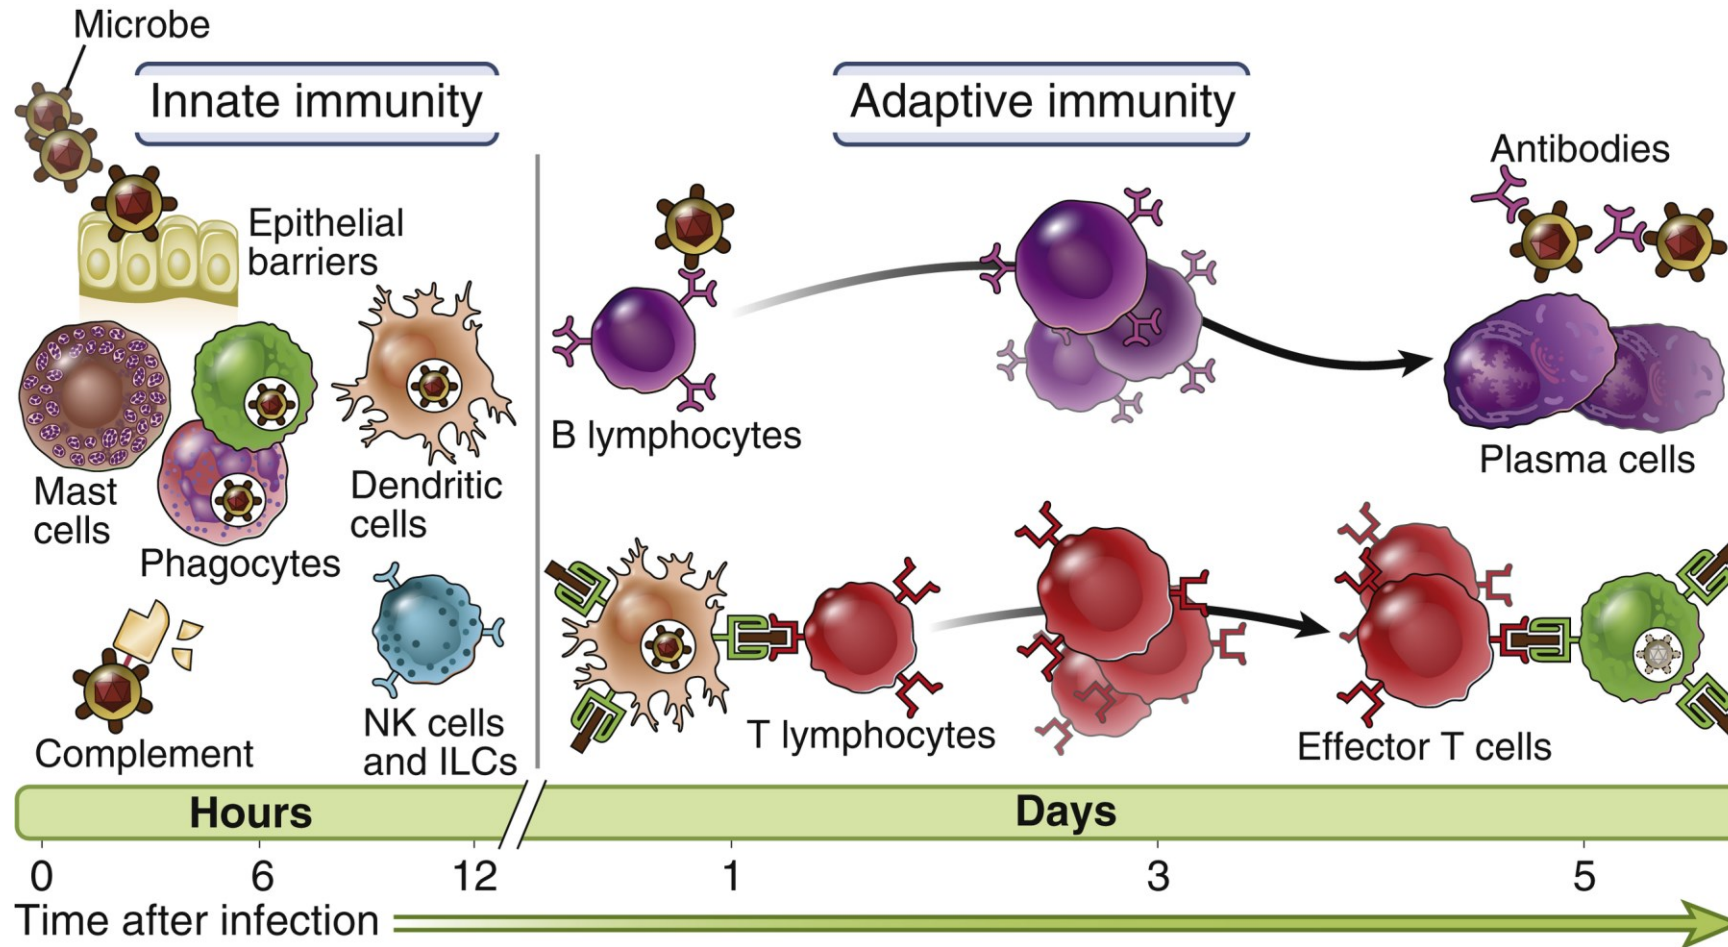 Microbe
Innate immunity
Adaptive immunity
Antibodies
Epithelial
barriers
B lymphocytes
Plasma cells
Mast
cells
Phagocytes
Dendritic
cells
Complement
NK cells
and ILCs
T lymphocytes
Effector T cells
Hours
Days
0
6
12
1
3
5
Time after infection